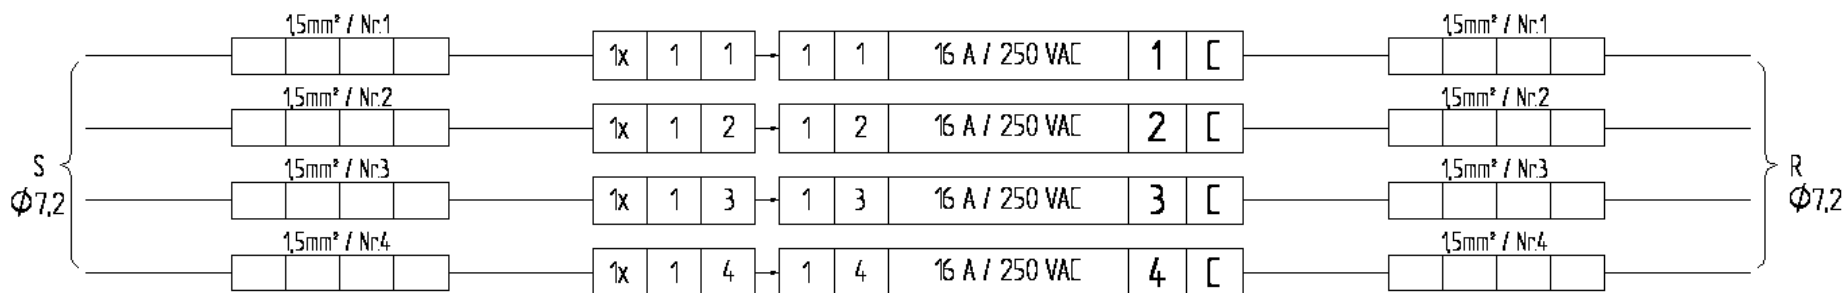 1,5mm² / Nr.1 1,5mm² / Nr.1
1x 1 1 1 1 16 A / 250 VAC 1 C
1,5mm² / Nr.2 1,5mm² / Nr.2
1x 1 2 1 2 16 A / 250 VAC 2 C
S R
1,5mm² / Nr.3 1,5mm² / Nr.3
Φ7,2 1x 1 3 1 3 16 A / 250 VAC 3 C Φ7,2
1,5mm² / Nr.4 1,5mm² / Nr.4
1x 1 4 1 4 16 A / 250 VAC 4 C